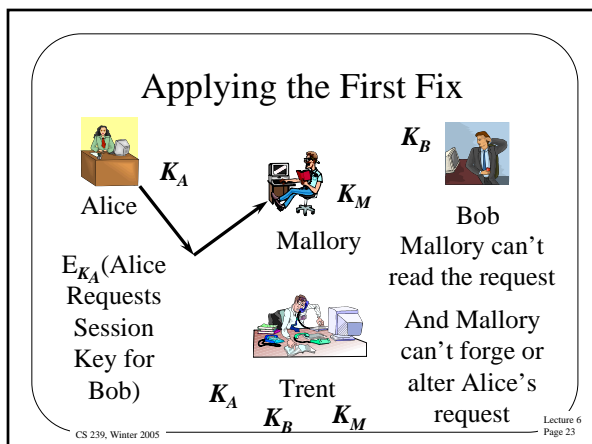 Applying the First Fix
K_A
Alice
K_M
Mallory
K_B
Bob
Mallory can't
read the request
And Mallory
can't forge or
alter Alice's
request
E_K_A(Alice
Requests
Session
Key for
Bob)
Trent
K_A
K_B
K_M
CS 239, Winter 2005
Lecture 6
Page 23